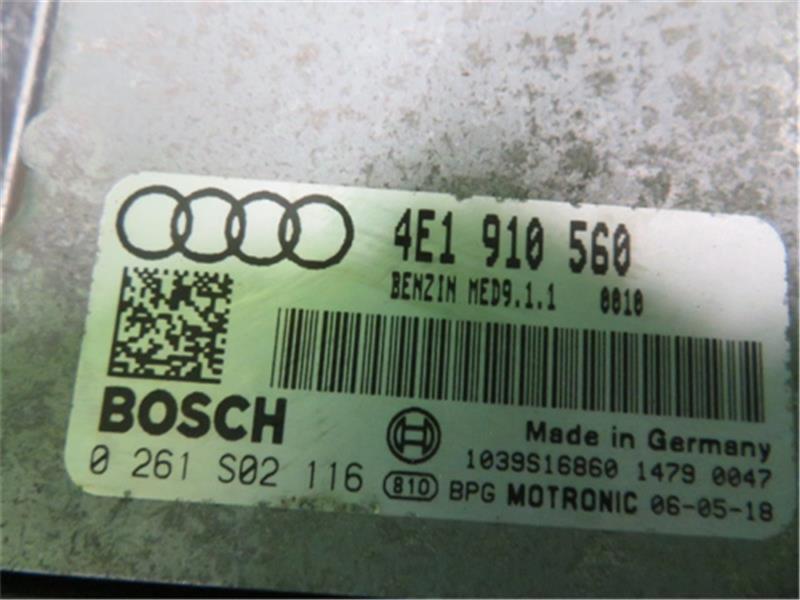 4E1 910 560
BENZIN MED9.1.1 0010
BOSCH
Made in Germany
0 261 S02 116
1039S16860 1479 0047
810 BPG MOTRONIC 06-05-18